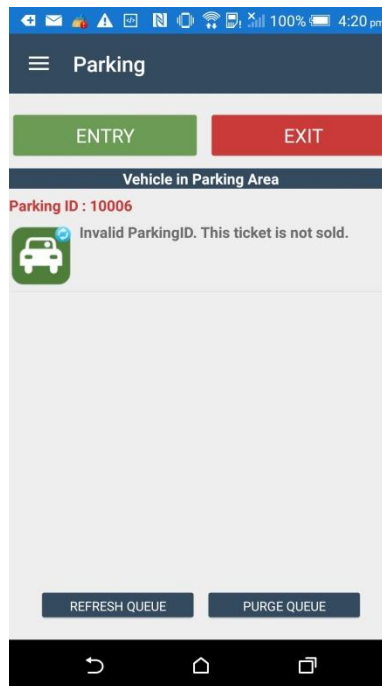 100% 4:20 pm
Parking
ENTRY EXIT
Vehicle in Parking Area
Parking ID : 10006
Invalid ParkingID. This ticket is not sold.
REFRESH QUEUE PURGE QUEUE